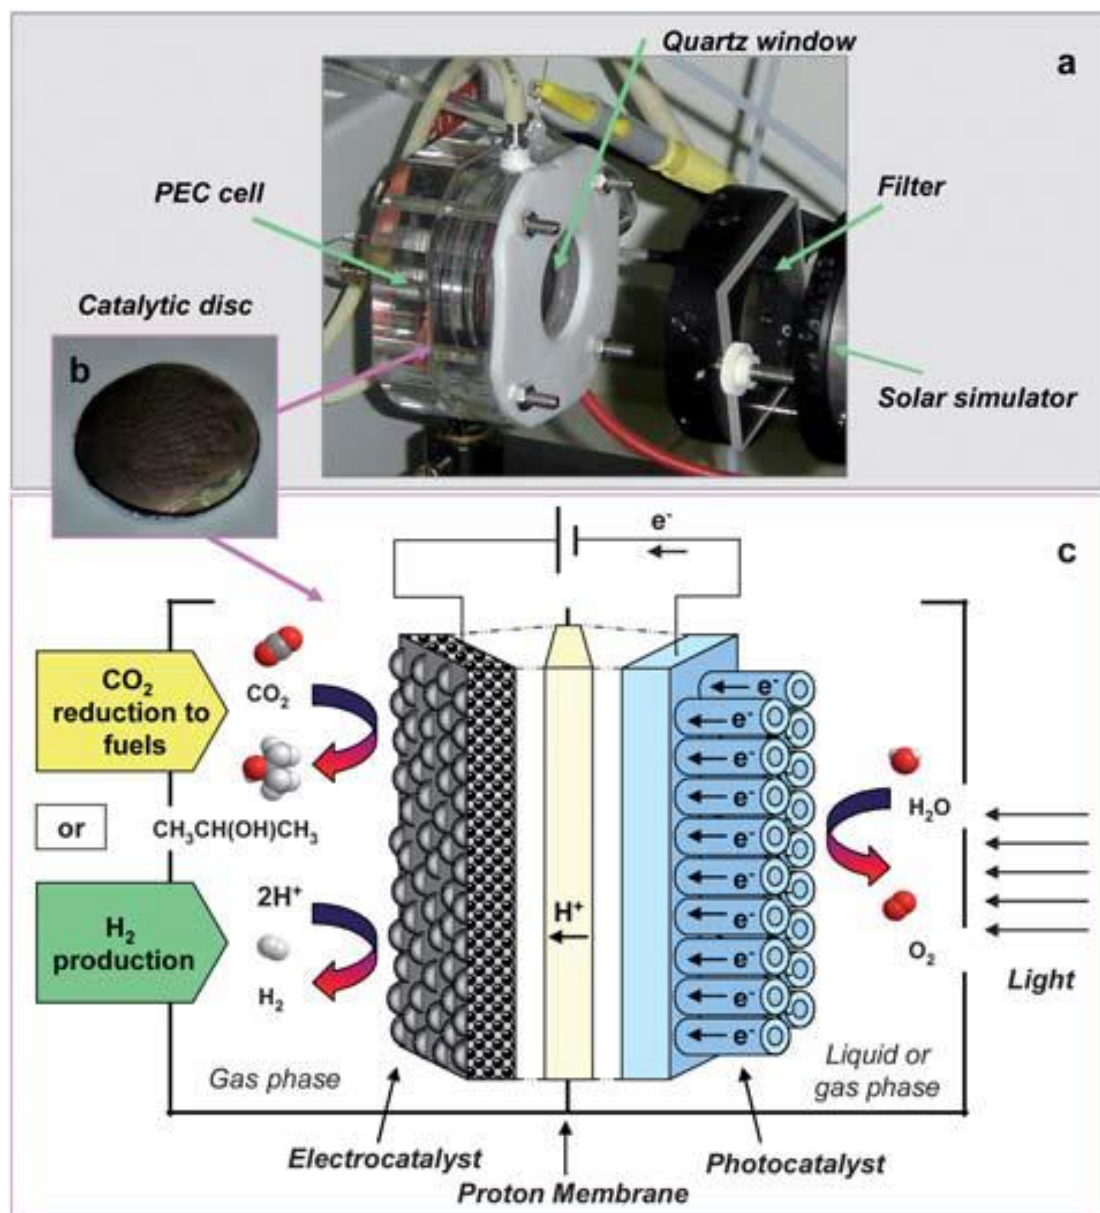 Quartz window
a
PEC cell
Filter
Catalytic disc
b
Solar simulator
e-
c
CO2
reduction to
fuels
CO2
or
CH3CH(OH)CH3
H2
production
2H+
H2
Gas phase
H+
e-
e-
e-
e-
e-
e-
e-
e-
e-
e-
H2O
O2
Light
Liquid or
gas phase
Electrocatalyst
Proton Membrane
Photocatalyst